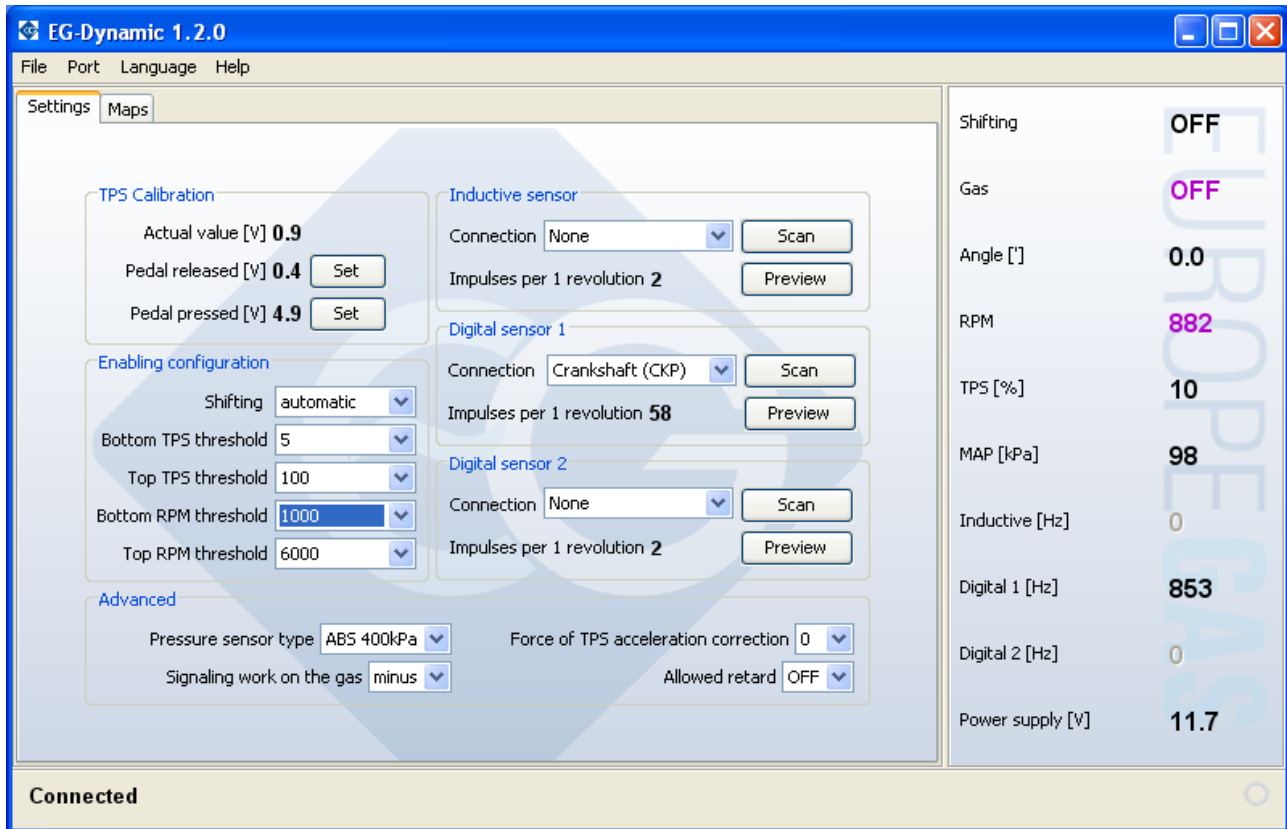 EG-Dynamic 1.2.0
File Port Language Help
Settings Maps
TPS Calibration
Actual value [V] 0.9
Pedal released [V] 0.4 Set
Pedal pressed [V] 4.9 Set
Enabling configuration
Shifting automatic
Bottom TPS threshold 5
Top TPS threshold 100
Bottom RPM threshold 1000
Top RPM threshold 6000
Inductive sensor
Connection None Scan
Impulses per 1 revolution 2 Preview
Digital sensor 1
Connection Crankshaft (CKP) Scan
Impulses per 1 revolution 58 Preview
Digital sensor 2
Connection None Scan
Impulses per 1 revolution 2 Preview
Advanced
Pressure sensor type ABS 400kPa Force of TPS acceleration correction 0
Signaling work on the gas minus Allowed retard OFF
Shifting OFF
Gas OFF
Angle ['] 0.0
RPM 882
TPS [%] 10
MAP [kPa] 98
Inductive [Hz] 0
Digital 1 [Hz] 853
Digital 2 [Hz] 0
Power supply [V] 11.7
EUROPE GAS
Connected